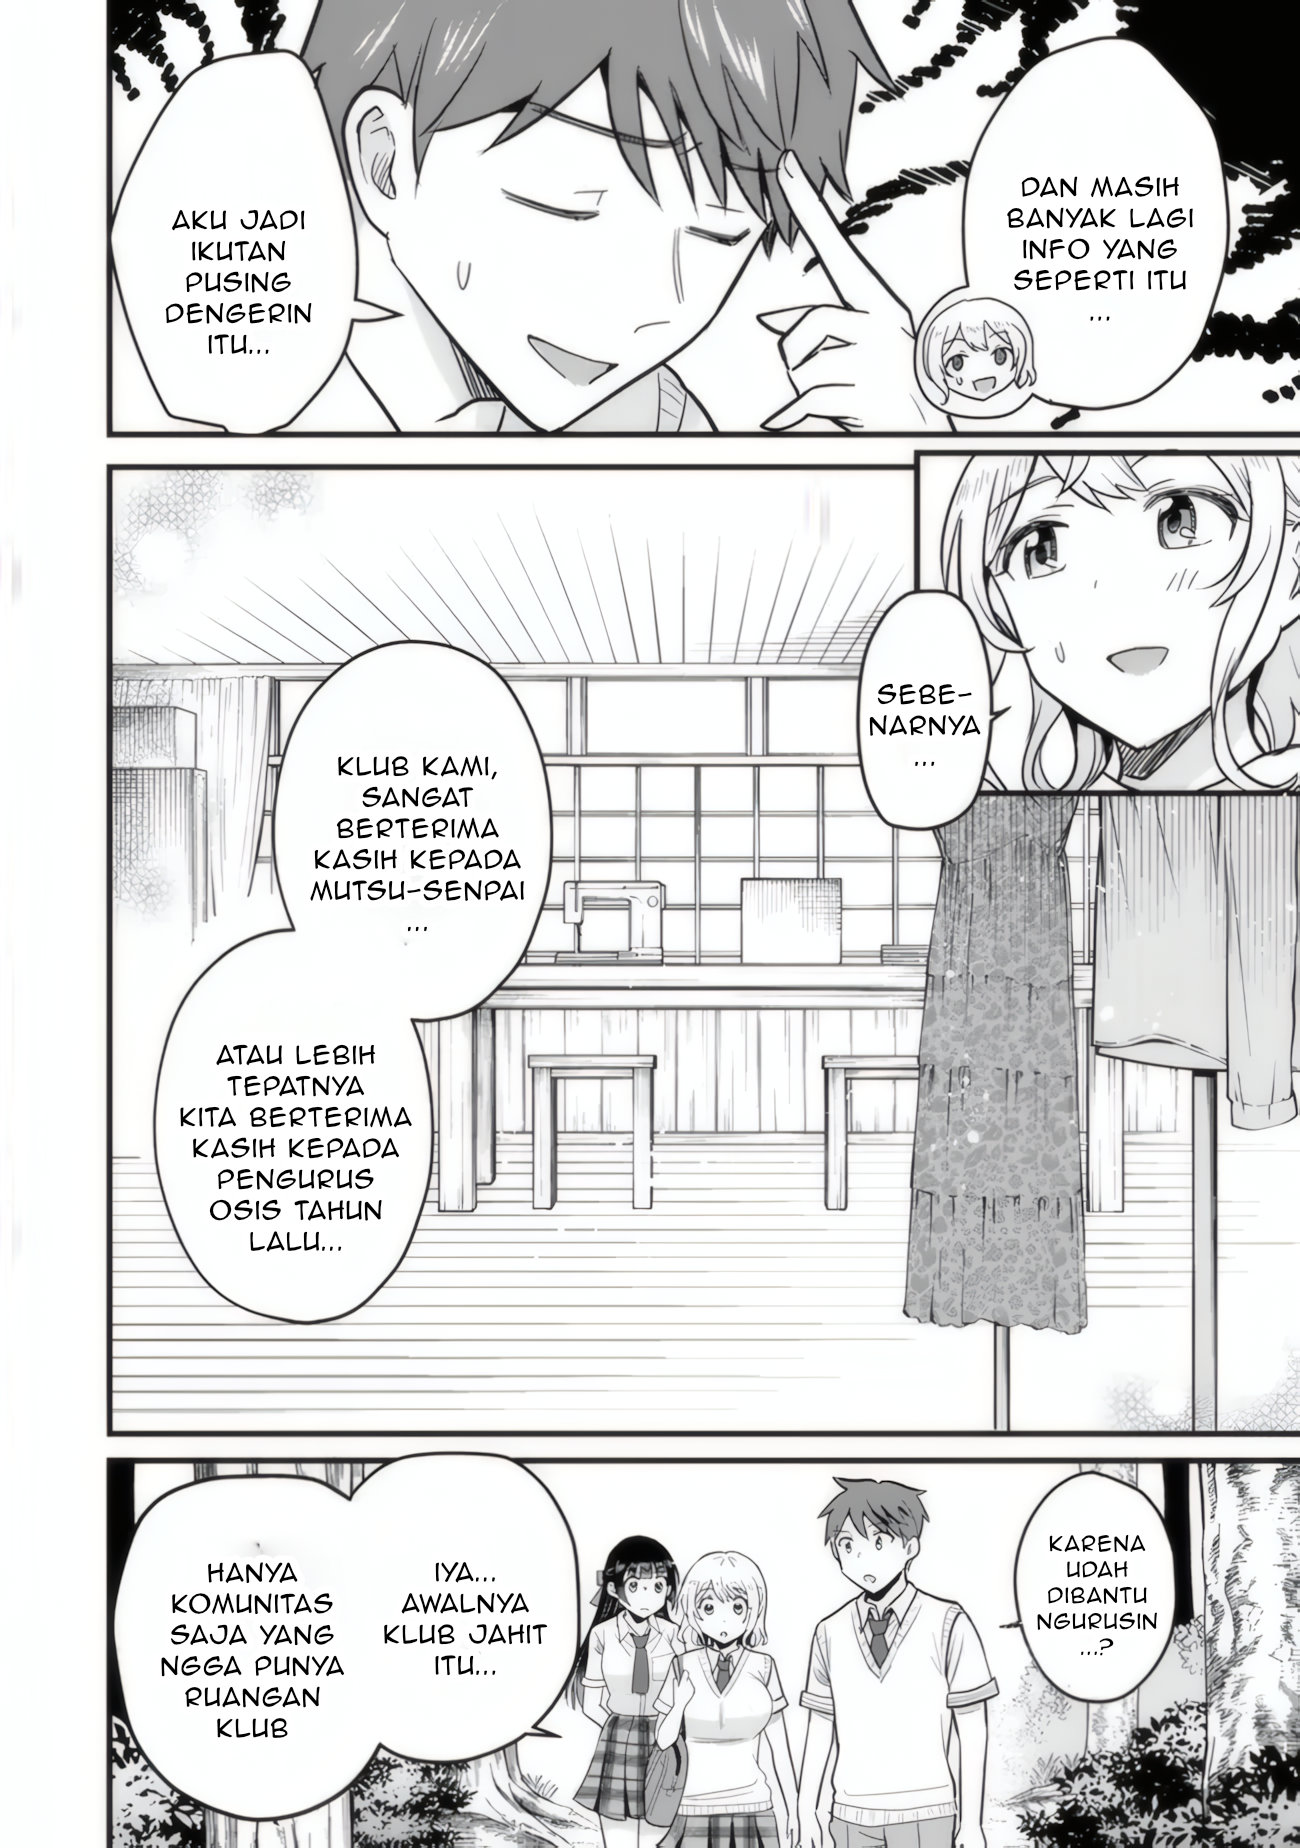 DAN MASIH
BANYAK LAGI
INFO YANG
SEPERTI ITU
...
AKU JADI
IKUTAN
PUSING
DENGERIN
ITU...
SEBE-
NARNYA
...
KLUB KAMI,
SANGAT
BERTERIMA
KASIH KEPADA
MUTSU-SENPAI
...
ATAU LEBIH
TEPATNYA
KITA BERTERIMA
KASIH KEPADA
PENGURUS
OSIS TAHUN
LALU...
KARENA
UDAH
DIBANTU
NGURUSIN
...?
IYA...
AWALNYA
KLUB JAHIT
ITU...
HANYA
KOMUNITAS
SAJA YANG
NGGA PUNYA
RUANGAN
KLUB